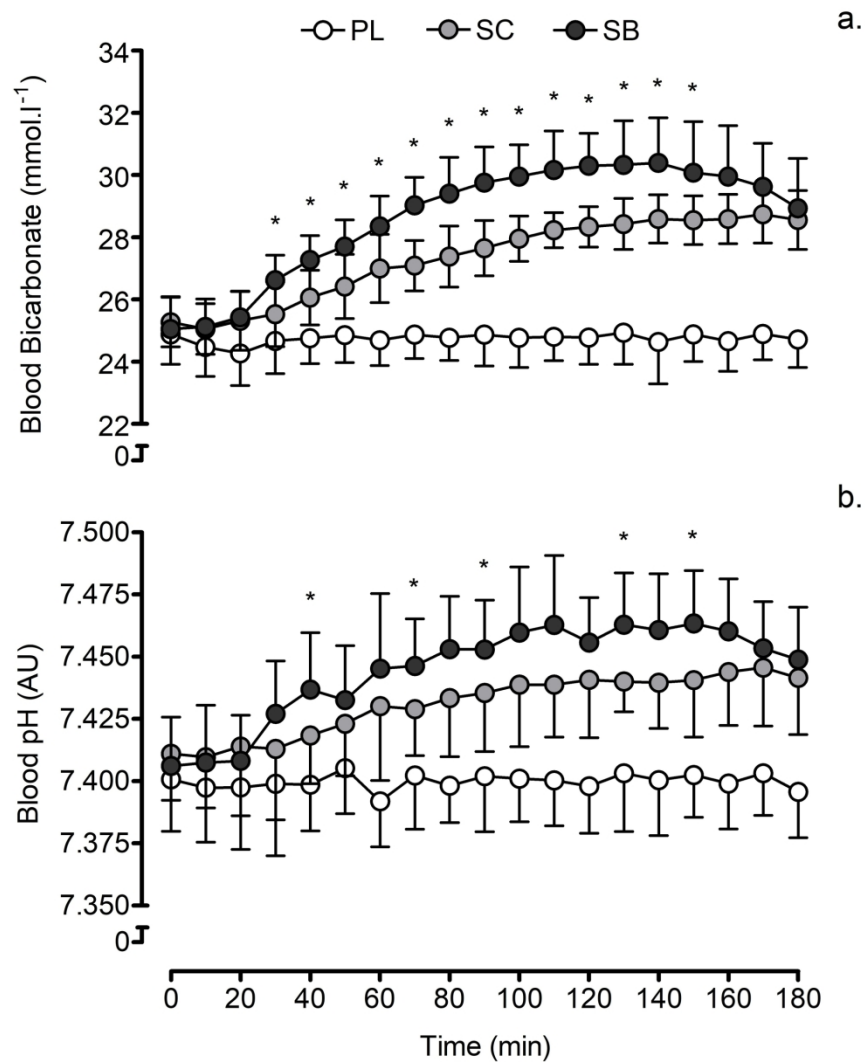 PL SC SB
a.
Blood Bicarbonate (mmol.l⁻¹)
34
32
30
28
26
24
22
0
* * * * * * * * * * * * *
b.
Blood pH (AU)
7.500
7.475
7.450
7.425
7.400
7.375
7.350
0
* * * * *
0 20 40 60 80 100 120 140 160 180
Time (min)